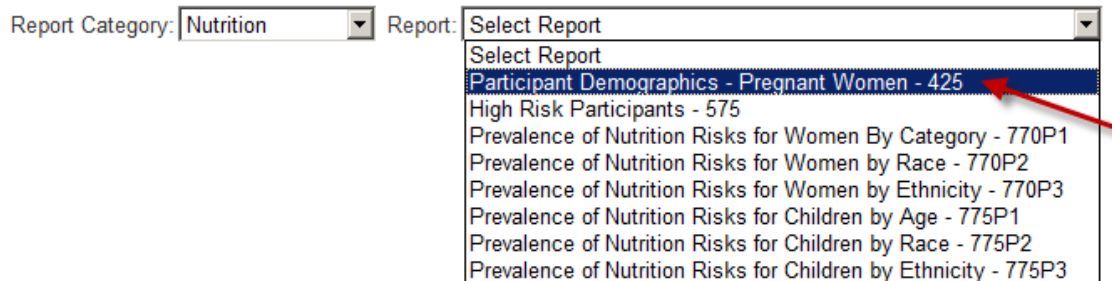 Report Category: Nutrition Report: Select Report
Select Report
Participant Demographics - Pregnant Women - 425
High Risk Participants - 575
Prevalence of Nutrition Risks for Women By Category - 770P1
Prevalence of Nutrition Risks for Women by Race - 770P2
Prevalence of Nutrition Risks for Women by Ethnicity - 770P3
Prevalence of Nutrition Risks for Children by Age - 775P1
Prevalence of Nutrition Risks for Children by Race - 775P2
Prevalence of Nutrition Risks for Children by Ethnicity - 775P3